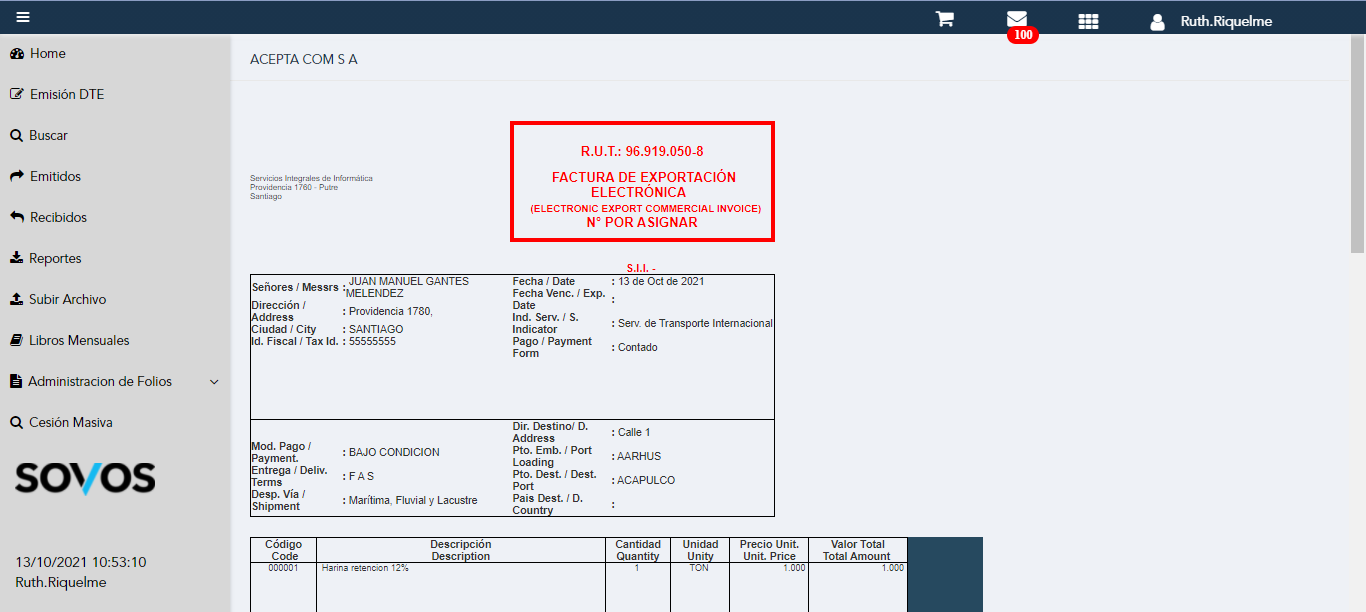 Ruth.Riquelme
100
Home
Emisión DTE
Buscar
Emitidos
Recibidos
Reportes
Subir Archivo
Libros Mensuales
Administracion de Folios
Cesión Masiva
SOVOS
13/10/2021 10:53:10
Ruth.Riquelme
ACEPTA COM S A
Servicios Integrales de Informática
Providencia 1760 - Putre
Santiago
R.U.T.: 96.919.050-8
FACTURA DE EXPORTACIÓN
ELECTRÓNICA
(ELECTRONIC EXPORT COMMERCIAL INVOICE)
N° POR ASIGNAR
S.I.I. -
Señores / Messrs : JUAN MANUEL GANTES
MELENDEZ
Dirección /
Address : Providencia 1780,
Ciudad / City : SANTIAGO
Id. Fiscal / Tax Id. : 55555555
Fecha / Date : 13 de Oct de 2021
Fecha Venc. / Exp.
Date :
Ind. Serv. / S.
Indicator : Serv. de Transporte Internacional
Pago / Payment
Form : Contado
Mod. Pago /
Payment. : BAJO CONDICION
Entrega / Deliv.
Terms : F A S
Desp. Vía /
Shipment : Marítima, Fluvial y Lacustre
Dir. Destino/ D.
Address : Calle 1
Pto. Emb. / Port
Loading : AARHUS
Pto. Dest. / Dest.
Port : ACAPULCO
Pais Dest. / D.
Country :
Código Descripción Cantidad Unidad Precio Unit. Valor Total
Code Description Quantity Unity Unit. Price Total Amount
000001 Harina retencion 12% 1 TON 1.000 1.000